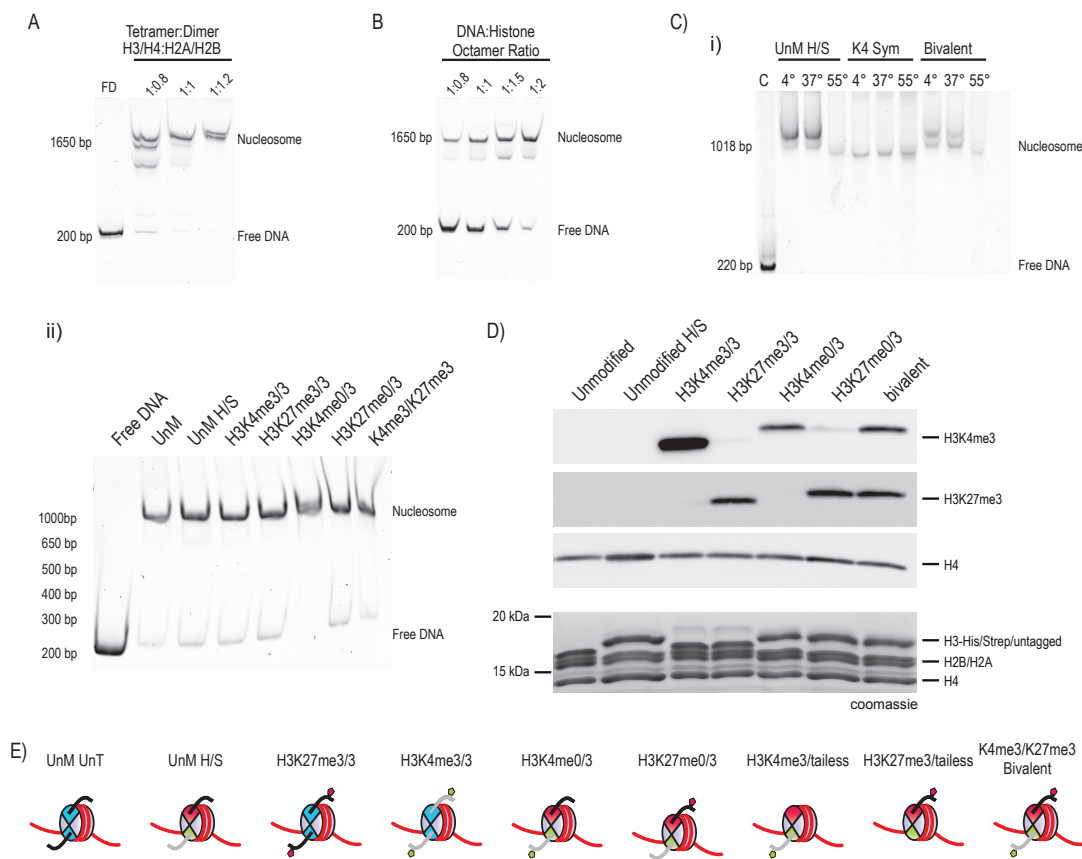 A
Tetramer:Dimer
H3/H4:H2A/H2B
FD
1:0.8
1:1
1:1.2
1650 bp
Nucleosome
200 bp
Free DNA
B
DNA:Histone
Octamer Ratio
1:0.8
1:1
1:1.5
1:2
1650 bp
Nucleosome
200 bp
Free DNA
C)
i)
UnM H/S
K4 Sym
Bivalent
C
4° 37° 55° 4° 37° 55° 4° 37° 55°
1018 bp
Nucleosome
220 bp
Free DNA
ii)
Free DNA
UnM
UnM H/S
H3K4me3/3
H3K27me3/3
H3K4me0/3
H3K27me0/3
K4me3/K27me3
1000bp
Nucleosome
650 bp
500 bp
400 bp
300 bp
Free DNA
200 bp
D)
Unmodified
Unmodified H/S
H3K4me3/3
H3K27me3/3
H3K4me0/3
H3K27me0/3
bivalent
H3K4me3
H3K27me3
H4
20 kDa
H3-His/Strep/untagged
H2B/H2A
15 kDa
H4
coomassie
E)
UnM UnT
UnM H/S
H3K27me3/3
H3K4me3/3
H3K4me0/3
H3K27me0/3
H3K4me3/tailess
H3K27me3/tailess
K4me3/K27me3
Bivalent